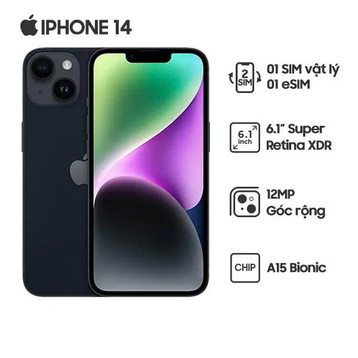 IPHONE 14
2
SIM
01 SIM vật lý
01 eSIM
6.1
inch
6.1" Super
Retina XDR
12MP
Góc rộng
CHIP
A15 Bionic